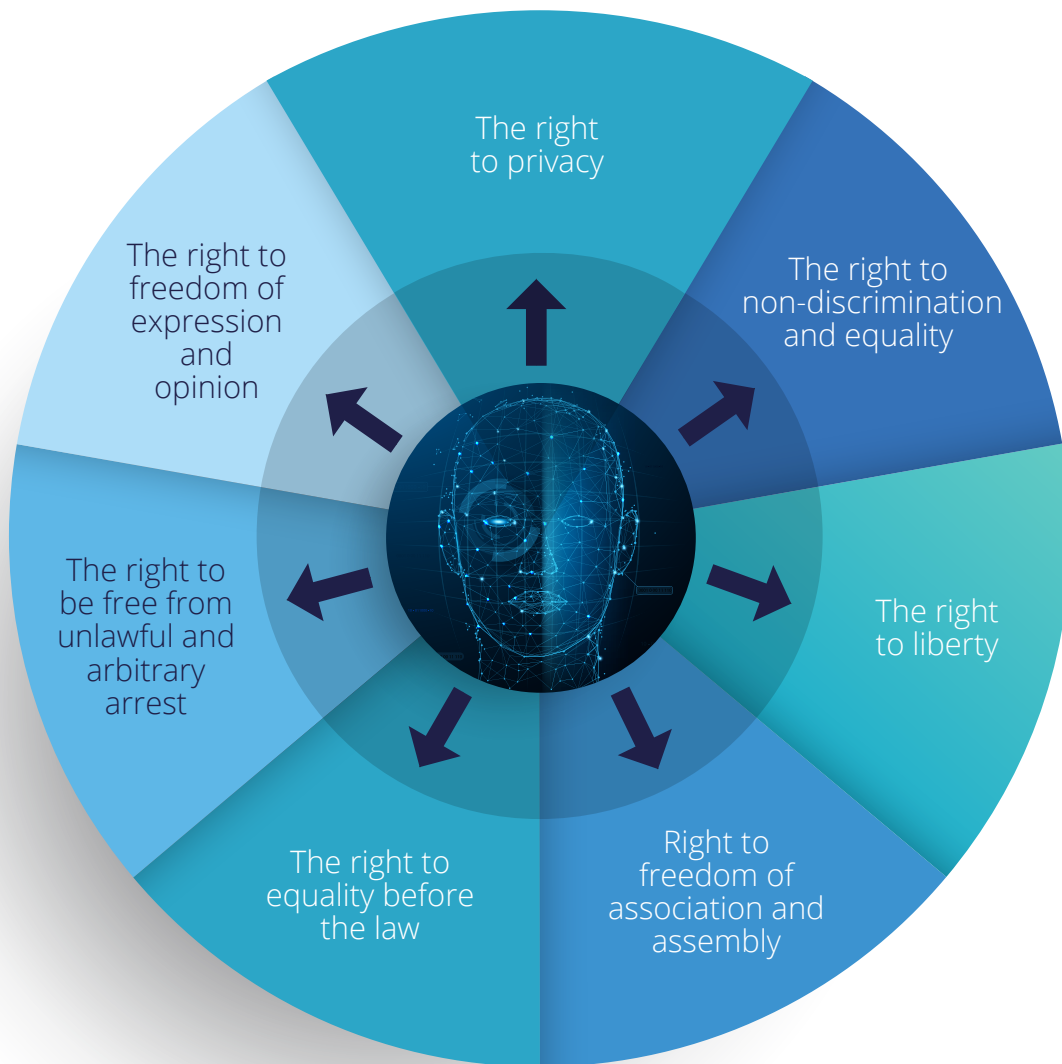 The right
to privacy
The right to
non-discrimination
and equality
The right
to liberty
Right to
freedom of
association and
assembly
The right to
equality before
the law
The right to
be free from
unlawful and
arbitrary
arrest
The right to
freedom of
expression
and
opinion